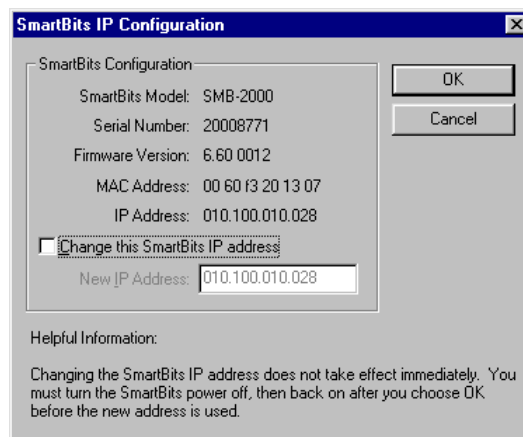 SmartBits IP Configuration
SmartBits Configuration
SmartBits Model: SMB-2000
Serial Number: 20008771
Firmware Version: 6.60 0012
MAC Address: 00 60 f3 20 13 07
IP Address: 010.100.010.028
Change this SmartBits IP address
New IP Address: 010.100.010.028
OK
Cancel
Helpful Information:
Changing the SmartBits IP address does not take effect immediately. You
must turn the SmartBits power off, then back on after you choose OK
before the new address is used.